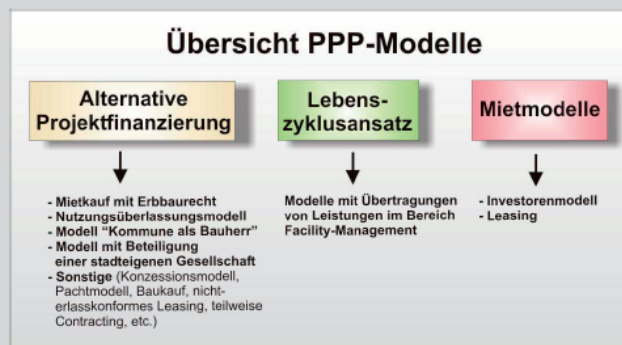 Übersicht PPP-Modelle
Alternative
Projektfinanzierung
Lebens-
zyklusansatz
Mietmodelle
- Mietkauf mit Erbbaurecht
- Nutzungsüberlassungsmodell
- Modell "Kommune als Bauherr"
- Modell mit Beteiligung
einer stadteigenen Gesellschaft
- Sonstige (Konzessionsmodell,
Pachtmodell, Baukauf, nicht-
erlasskonformes Leasing, teilweise
Contracting, etc.)
Modelle mit Übertragungen
von Leistungen im Bereich
Facility-Management
- Investorenmodell
- Leasing